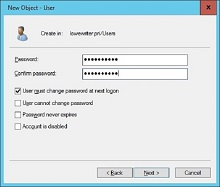 New Object - User
Create in: lowewriter.pri/Users
Password: ●●●●●●●●●●
Confirm password: ●●●●●●●●●●
User must change password at next logon
User cannot change password
Password never expires
Account is disabled
< Back Next > Cancel